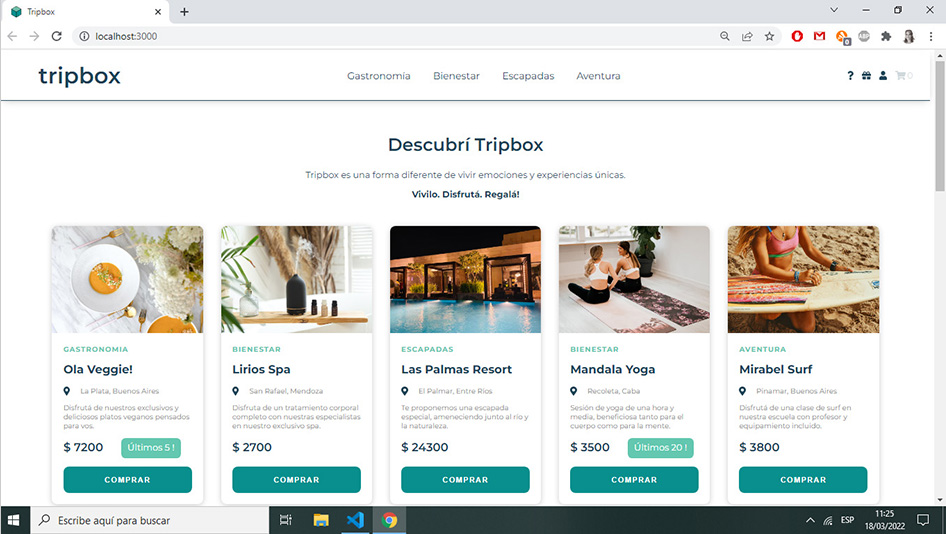 Tripbox
localhost:3000
tripbox
Gastronomía
Bienestar
Escapadas
Aventura
0
Descubrí Tripbox
Tripbox es una forma diferente de vivir emociones y experiencias únicas.
Vivilo. Disfrutá. Regalá!
GASTRONOMIA
Ola Veggie!
La Plata, Buenos Aires
Disfrutá de nuestros exclusivos y
deliciosos platos veganos pensados
para vos.
$ 7200
Últimos 5 !
COMPRAR
BIENESTAR
Lirios Spa
San Rafael, Mendoza
Disfruta de un tratamiento corporal
completo con nuestras especialistas
en nuestro exclusivo spa.
$ 2700
COMPRAR
ESCAPADAS
Las Palmas Resort
El Palmar, Entre Ríos
Te proponemos una escapada
especial, ameneciendo junto al río y
la naturaleza.
$ 24300
COMPRAR
BIENESTAR
Mandala Yoga
Recoleta, Caba
Sesión de yoga de una hora y
media, beneficiosa tanto para el
cuerpo como para la mente.
$ 3500
Últimos 20 !
COMPRAR
AVENTURA
Mirabel Surf
Pinamar, Buenos Aires
Disfrutá de una clase de surf en
nuestra escuela con profesor y
equipamiento incluido.
$ 3800
COMPRAR
Escribe aquí para buscar
ESP
11:25
18/03/2022